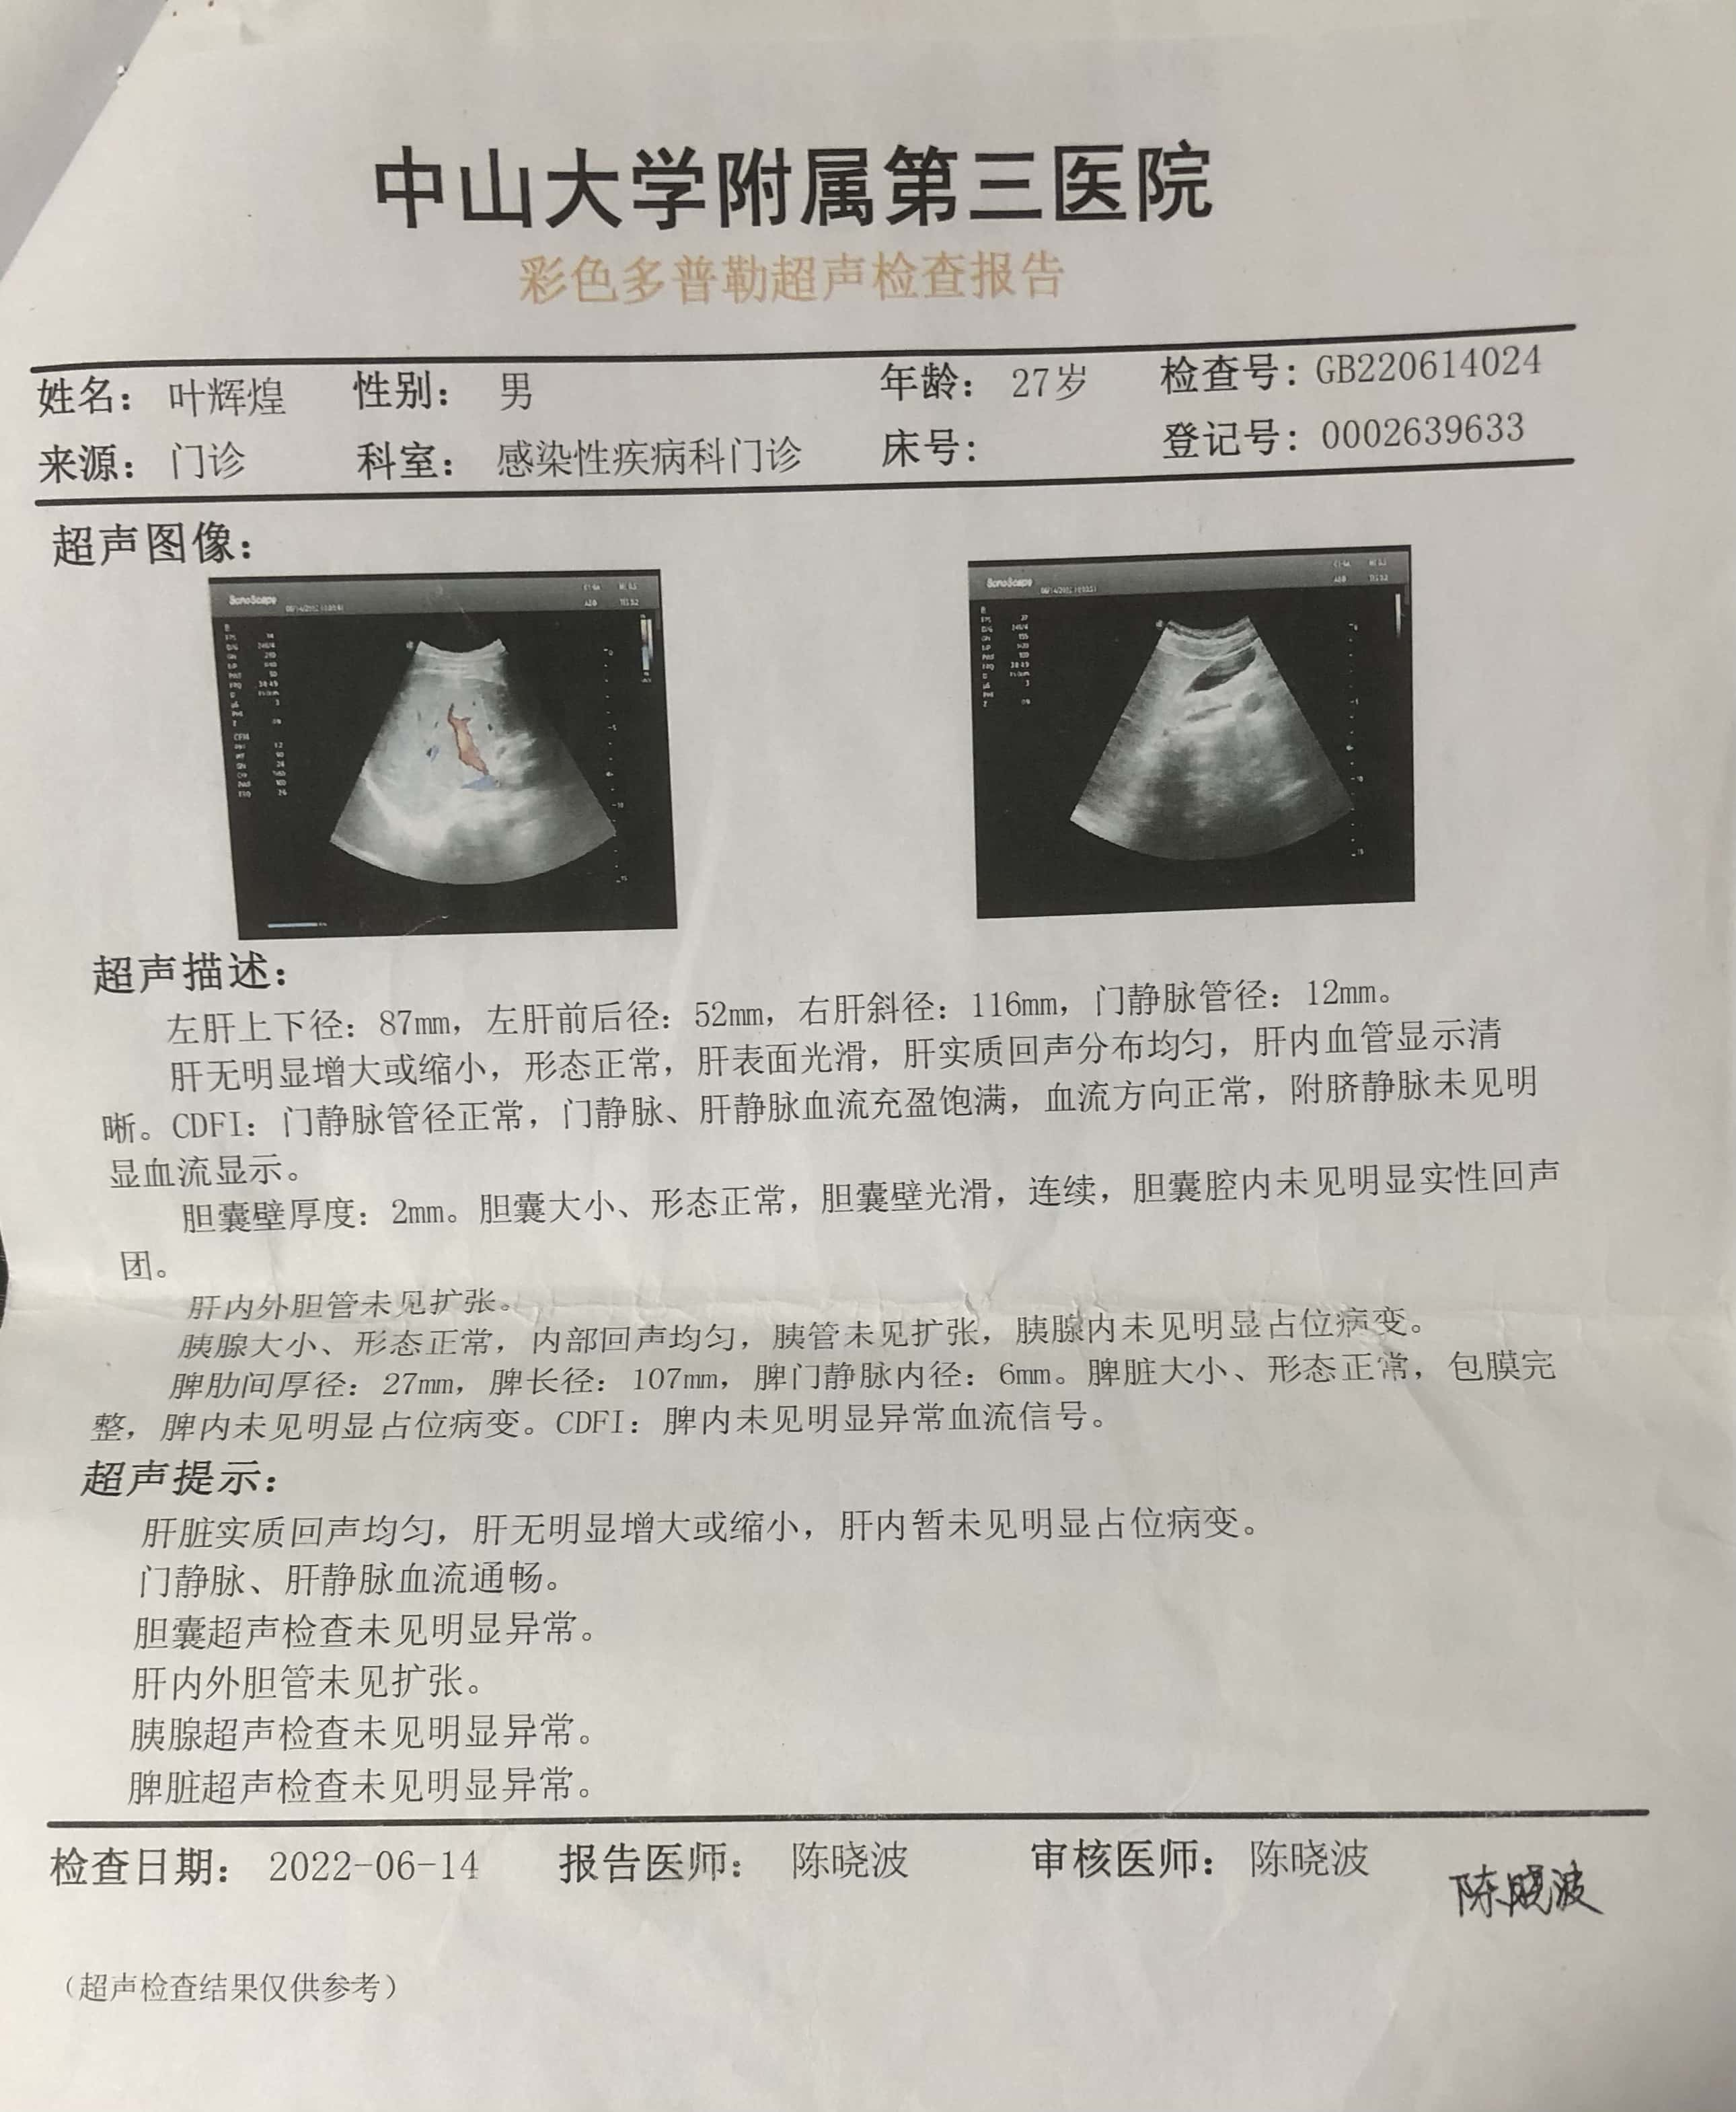 中山大学附属第三医院
彩色多普勒超声检查报告
姓名：叶辉煌 性别：男 年龄：27岁 检查号：GB220614024
来源：门诊 科室：感染性疾病科门诊 床号： 登记号：0002639633
超声图像：
SonoScape
SonoScape
超声描述：
左肝上下径：87mm，左肝前后径：52mm，右肝斜径：116mm，门静脉管径：12mm。
肝无明显增大或缩小，形态正常，肝表面光滑，肝实质回声分布均匀，肝内血管显示清
晰。CDFI：门静脉管径正常，门静脉、肝静脉血流充盈饱满，血流方向正常，附脐静脉未见明
显血流显示。
胆囊壁厚度：2mm。胆囊大小、形态正常，胆囊壁光滑，连续，胆囊腔内未见明显实性回声
团。
肝内外胆管未见扩张。
胰腺大小、形态正常，内部回声均匀，胰管未见扩张，胰腺内未见明显占位病变。
脾肋间厚径：27mm，脾长径：107mm，脾门静脉内径：6mm。脾脏大小、形态正常，包膜完
整，脾内未见明显占位病变。CDFI：脾内未见明显异常血流信号。
超声提示：
肝脏实质回声均匀，肝无明显增大或缩小，肝内暂未见明显占位病变。
门静脉、肝静脉血流通畅。
胆囊超声检查未见明显异常。
肝内外胆管未见扩张。
胰腺超声检查未见明显异常。
脾脏超声检查未见明显异常。
检查日期：2022-06-14 报告医师：陈晓波 审核医师：陈晓波
陈晓波
（超声检查结果仅供参考）